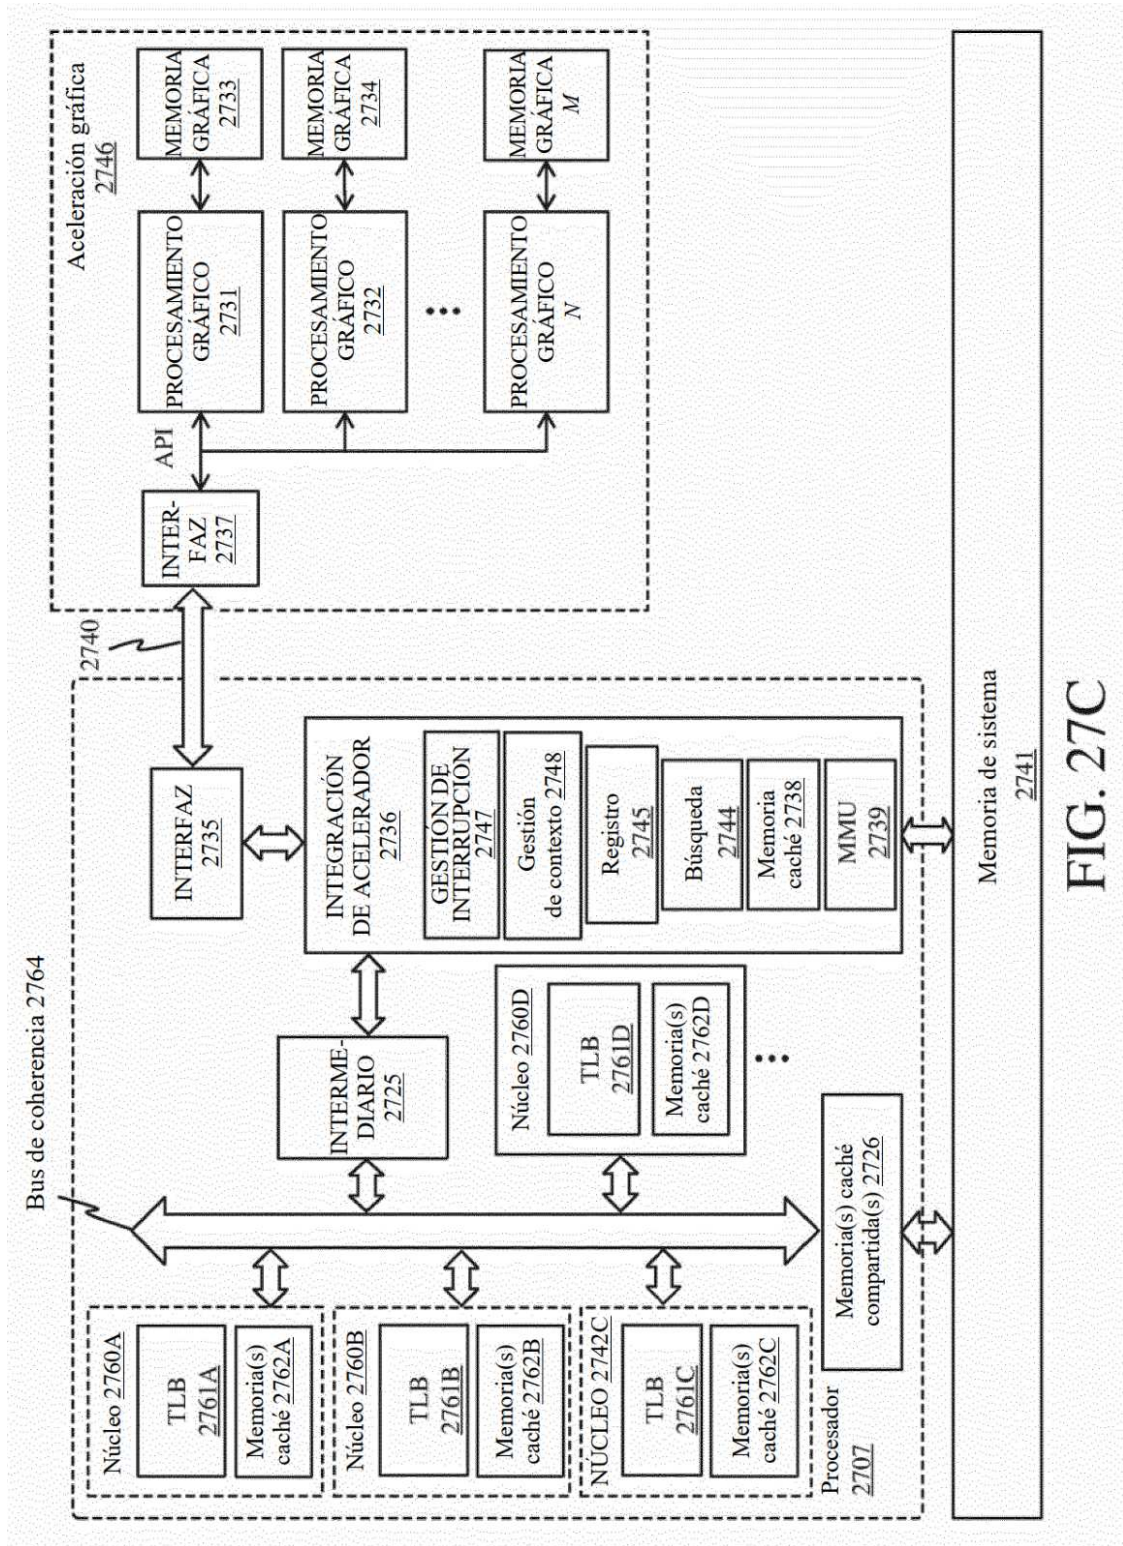 Bus de coherencia 2764
Núcleo 2760A
TLB
2761A
Memoria(s)
caché 2762A
Núcleo 2760B
TLB
2761B
Memoria(s)
caché 2762B
NÚCLEO 2742C
TLB
2761C
Memoria(s)
caché 2762C
Procesador
2707
INTERME-
DIARIO
2725
Núcleo 2760D
TLB
2761D
Memoria(s)
caché 2762D
Memoria(s) caché
compartida(s) 2726
INTERFAZ
2735
INTEGRACIÓN
DE ACELERADOR
2736
GESTIÓN DE
INTERRUPCION
2747
Gestión
de contexto 2748
Registro
2745
Búsqueda
2744
Memoria
caché 2738
MMU
2739
2740
Aceleración gráfica
2746
INTER-
FAZ
2737
API
PROCESAMIENTO
GRÁFICO
2731
MEMORIA
GRÁFICA
2733
PROCESAMIENTO
GRÁFICO
2732
MEMORIA
GRÁFICA
2734
PROCESAMIENTO
GRÁFICO
N
MEMORIA
GRÁFICA
M
Memoria de sistema
2741
FIG. 27C